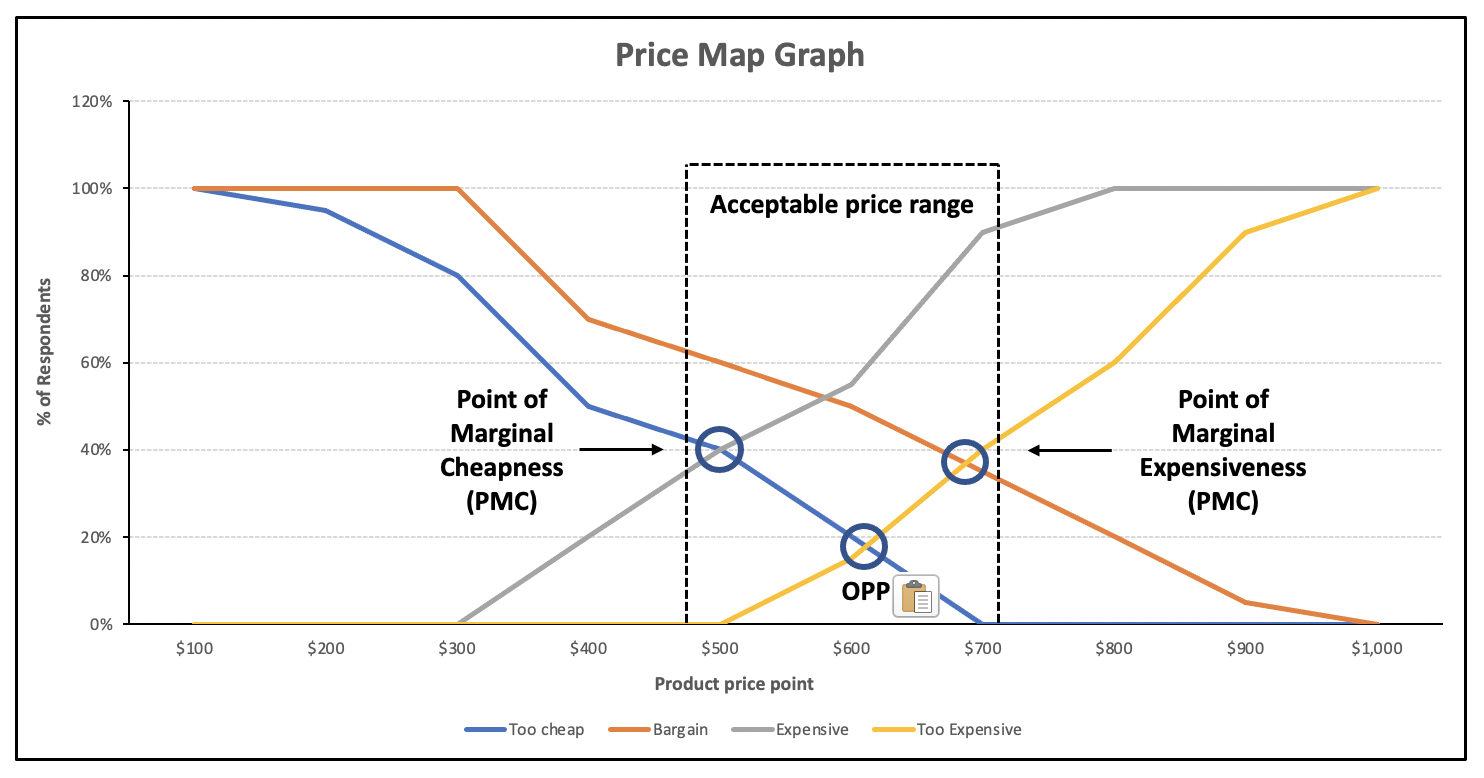 Price Map Graph
120%
100%
80%
60%
40%
20%
0%
% of Respondents
Acceptable price range
Point of
Marginal
Cheapness
(PMC)
Point of
Marginal
Expensiveness
(PMC)
OPP
$100 $200 $300 $400 $500 $600 $700 $800 $900 $1,000
Product price point
Too cheap Bargain Expensive Too Expensive